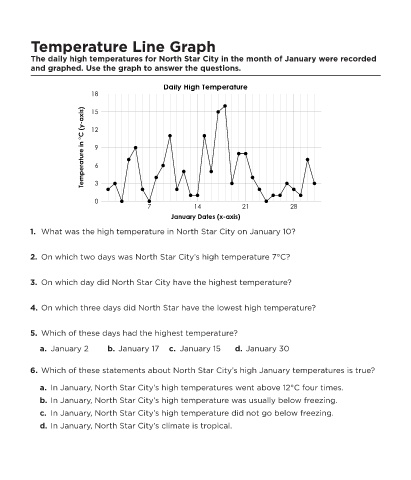 Temperature Line Graph
The daily high temperatures for North Star City in the month of January were recorded
and graphed. Use the graph to answer the questions.
Daily High Temperature
Temperature in °C (y-axis)
18
15
12
9
6
3
0
7 14 21 28
January Dates (x-axis)
1. What was the high temperature in North Star City on January 10?
2. On which two days was North Star City's high temperature 7°C?
3. On which day did North Star City have the highest temperature?
4. On which three days did North Star have the lowest high temperature?
5. Which of these days had the highest temperature?
a. January 2 b. January 17 c. January 15 d. January 30
6. Which of these statements about North Star City's high January temperatures is true?
a. In January, North Star City's high temperatures went above 12°C four times.
b. In January, North Star City's high temperature was usually below freezing.
c. In January, North Star City's high temperature did not go below freezing.
d. In January, North Star City's climate is tropical.